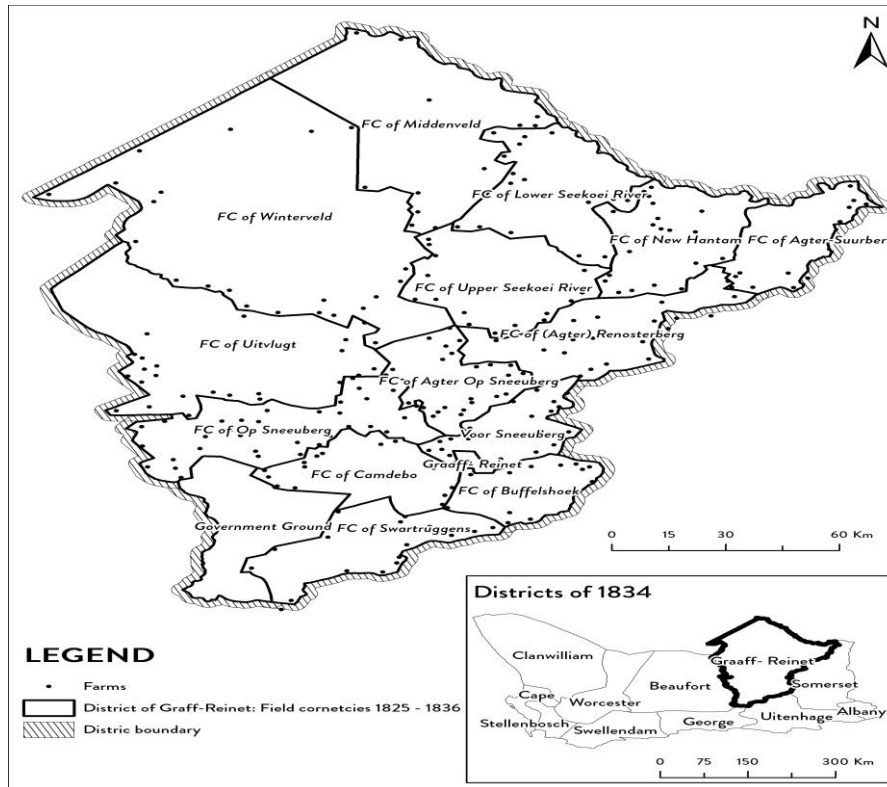 N
FC of Middenveld
FC of Lower Seekoei River
FC of Winterveld
FC of New Hantam
FC of Agter-Suurberg
FC of Upper Seekoei River
FC of (Agter) Renosterberg
FC of Uitvlugt
FC of Agter Op Sneeuberg
FC of Op Sneeuberg
Voor Sneeuberg
Graaff- Reinet
FC of Camdebo
FC of Buffelshoek
Government Ground
FC of Swartruggens
0 15 30 60 Km
LEGEND
Farms
District of Graff-Reinet: Field cornetcies 1825 - 1836
Distric boundary
Districts of 1834
Clanwilliam
Graaff- Reinet
Beaufort
Somerset
Cape
Worcester
Albany
Stellenbosch
George
Uitenhage
Swellendam
0 75 150 300 Km